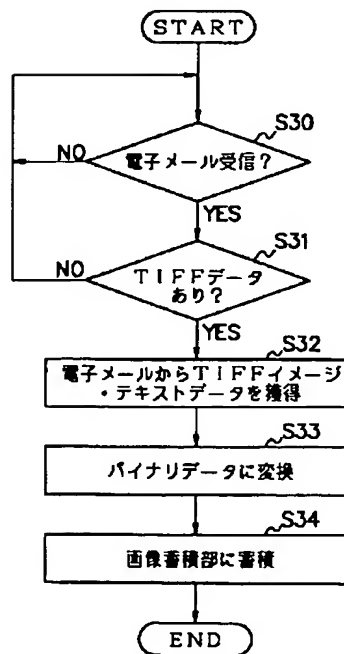 START
S30
電子メール受信?
NO
YES
S31
TIFFデータ
あり?
NO
YES
S32
電子メールからTIFFイメージ
・テキストデータを獲得
S33
バイナリデータに変換
S34
画像蓄積部に蓄積
END